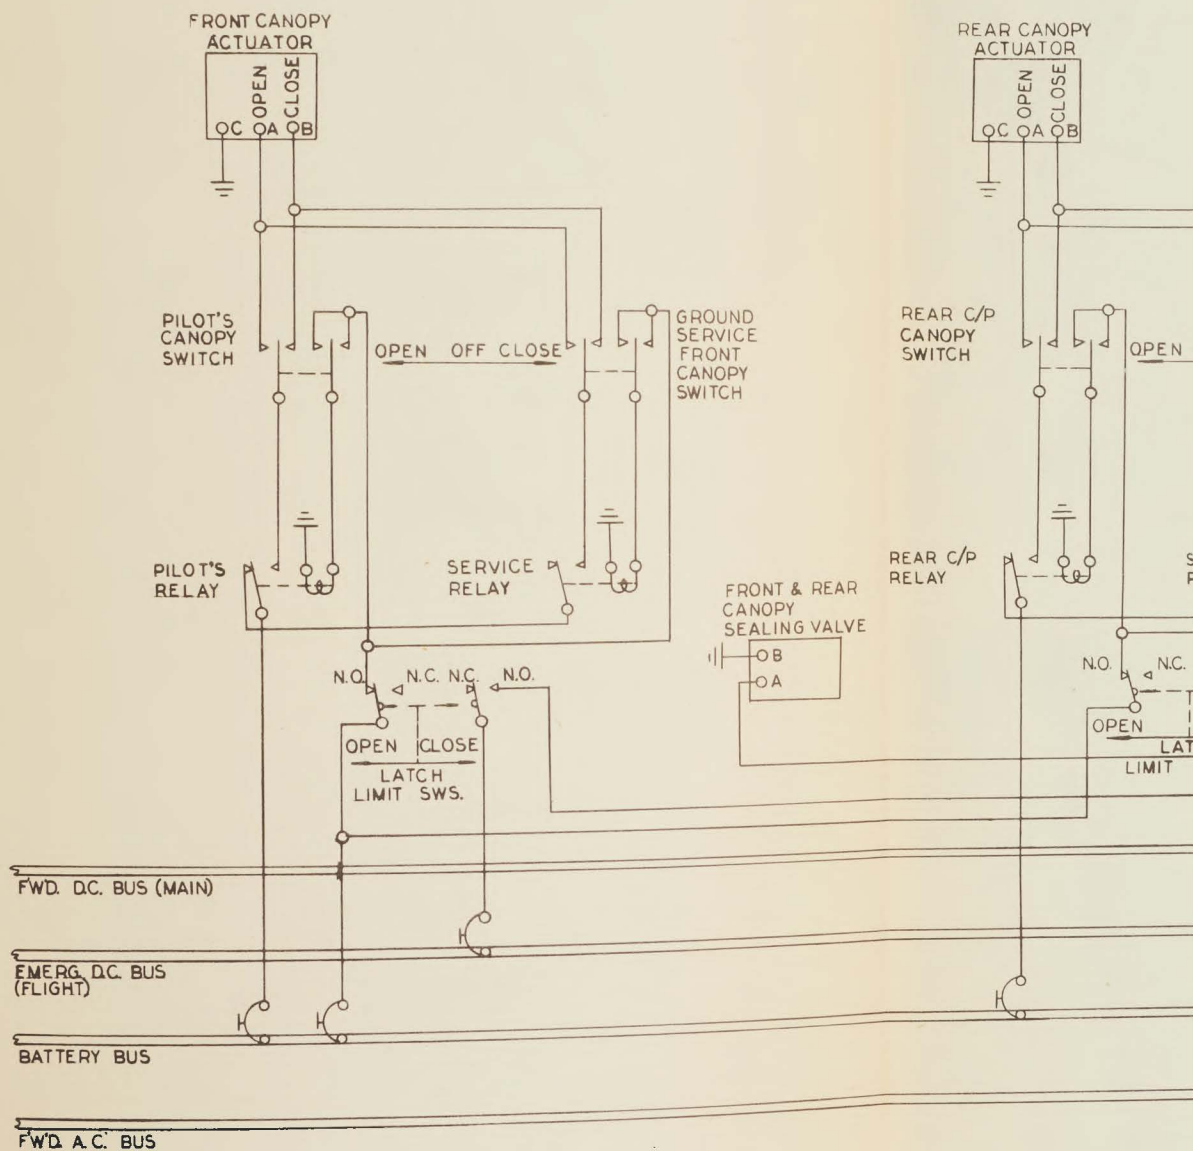 FRONT CANOPY
ACTUATOR
OPEN
CLOSE
C A B
REAR CANOPY
ACTUATOR
OPEN
CLOSE
C A B
PILOT'S
CANOPY
SWITCH
OPEN OFF CLOSE
GROUND
SERVICE
FRONT
CANOPY
SWITCH
REAR C/P
CANOPY
SWITCH
OPEN
PILOT'S
RELAY
SERVICE
RELAY
REAR C/P
RELAY
S
R
FRONT & REAR
CANOPY
SEALING VALVE
B
A
N.O. N.C. N.C. N.O.
OPEN CLOSE
LATCH
LIMIT SWS.
N.O. N.C.
OPEN
LAT
LIMIT
FWD. D.C. BUS (MAIN)
EMERG. D.C. BUS
(FLIGHT)
BATTERY BUS
FWD. A.C. BUS